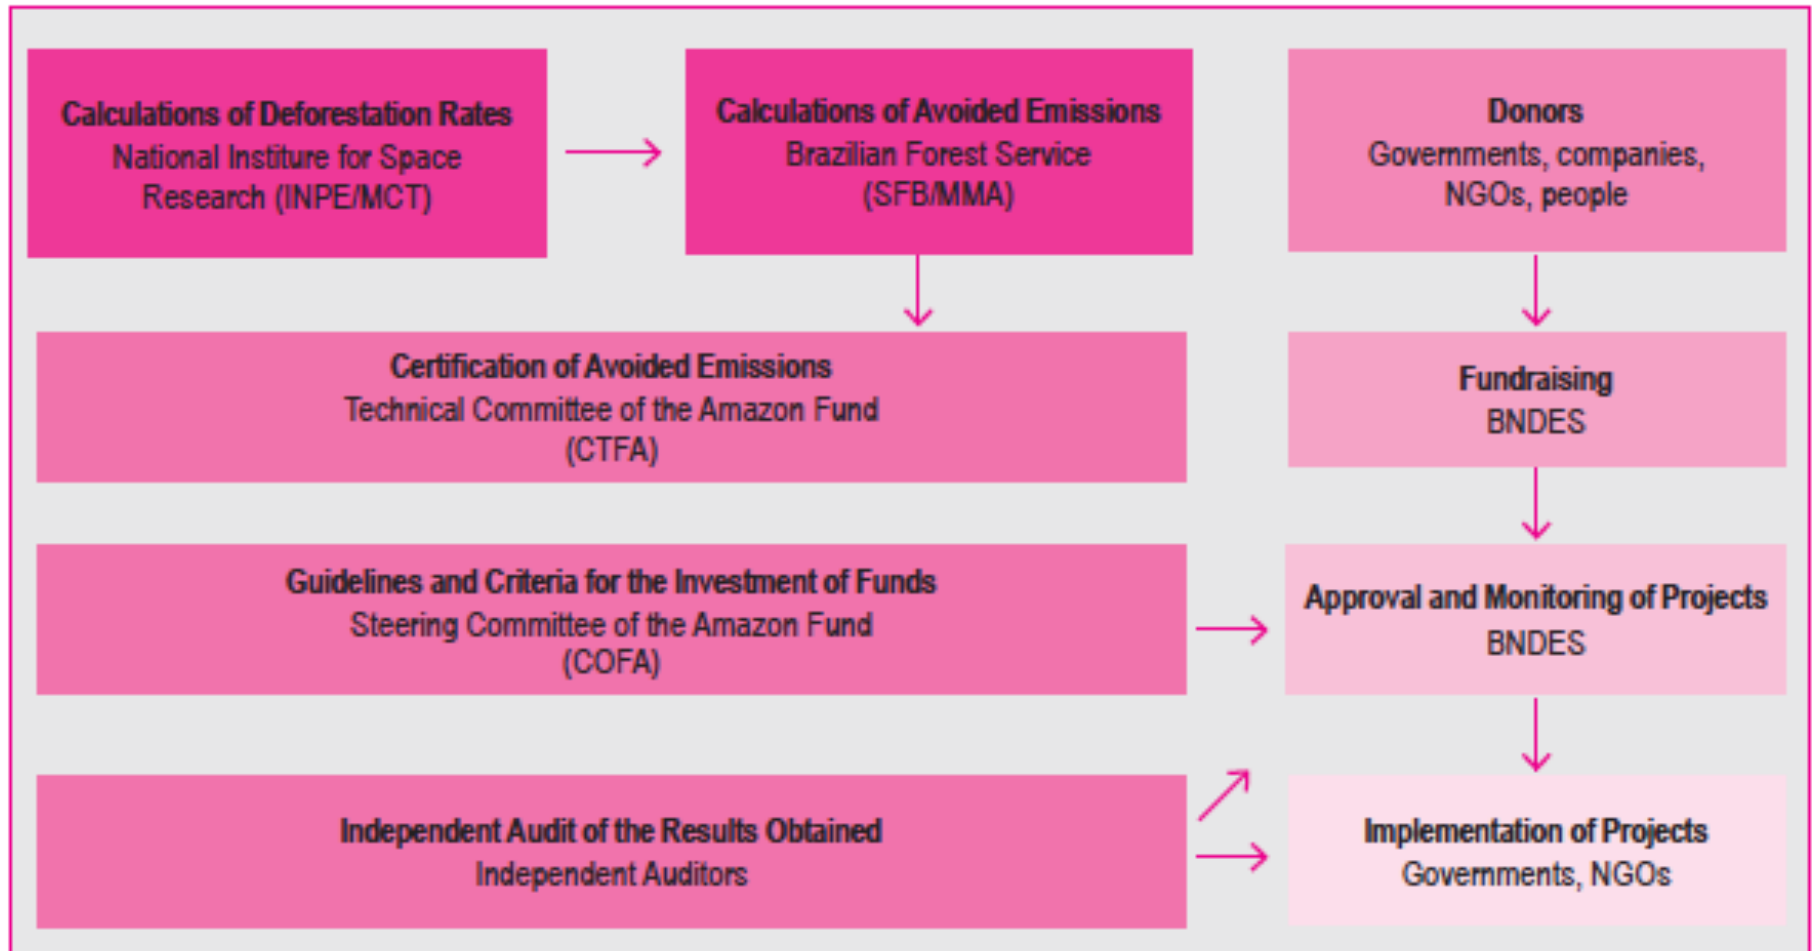 Calculations of Deforestation Rates
National Institure for Space
Research (INPE/MCT)
Calculations of Avoided Emissions
Brazilian Forest Service
(SFB/MMA)
Donors
Governments, companies,
NGOs, people
Certification of Avoided Emissions
Technical Committee of the Amazon Fund
(CTFA)
Fundraising
BNDES
Guidelines and Criteria for the Investment of Funds
Steering Committee of the Amazon Fund
(COFA)
Approval and Monitoring of Projects
BNDES
Independent Audit of the Results Obtained
Independent Auditors
Implementation of Projects
Governments, NGOs